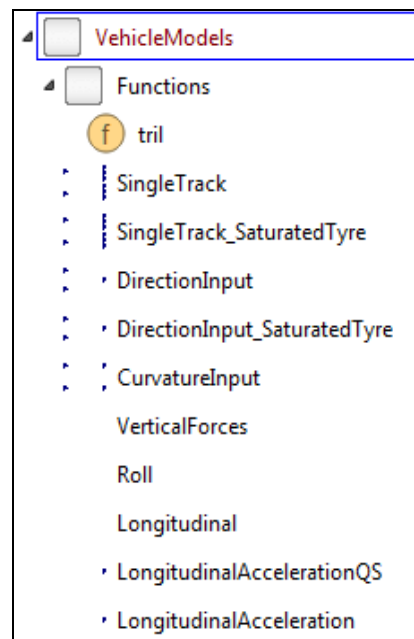 VehicleModels
Functions
f tril
SingleTrack
SingleTrack_SaturatedTyre
DirectionInput
DirectionInput_SaturatedTyre
CurvatureInput
VerticalForces
Roll
Longitudinal
LongitudinalAccelerationQS
LongitudinalAcceleration